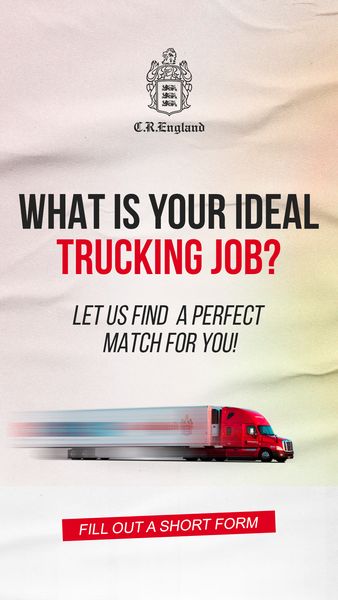 C.R.England
WHAT IS YOUR IDEAL
TRUCKING JOB?
LET US FIND A PERFECT
MATCH FOR YOU!
FILL OUT A SHORT FORM